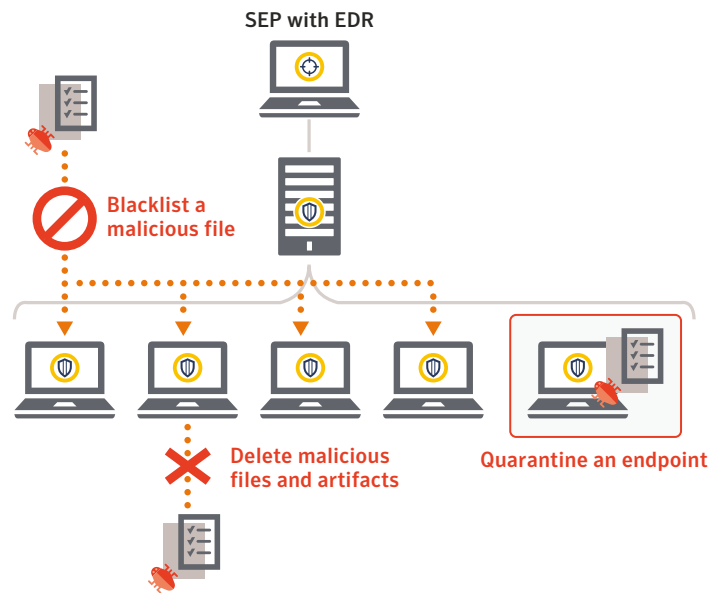 SEP with EDR
Blacklist a
malicious file
Delete malicious
files and artifacts
Quarantine an endpoint